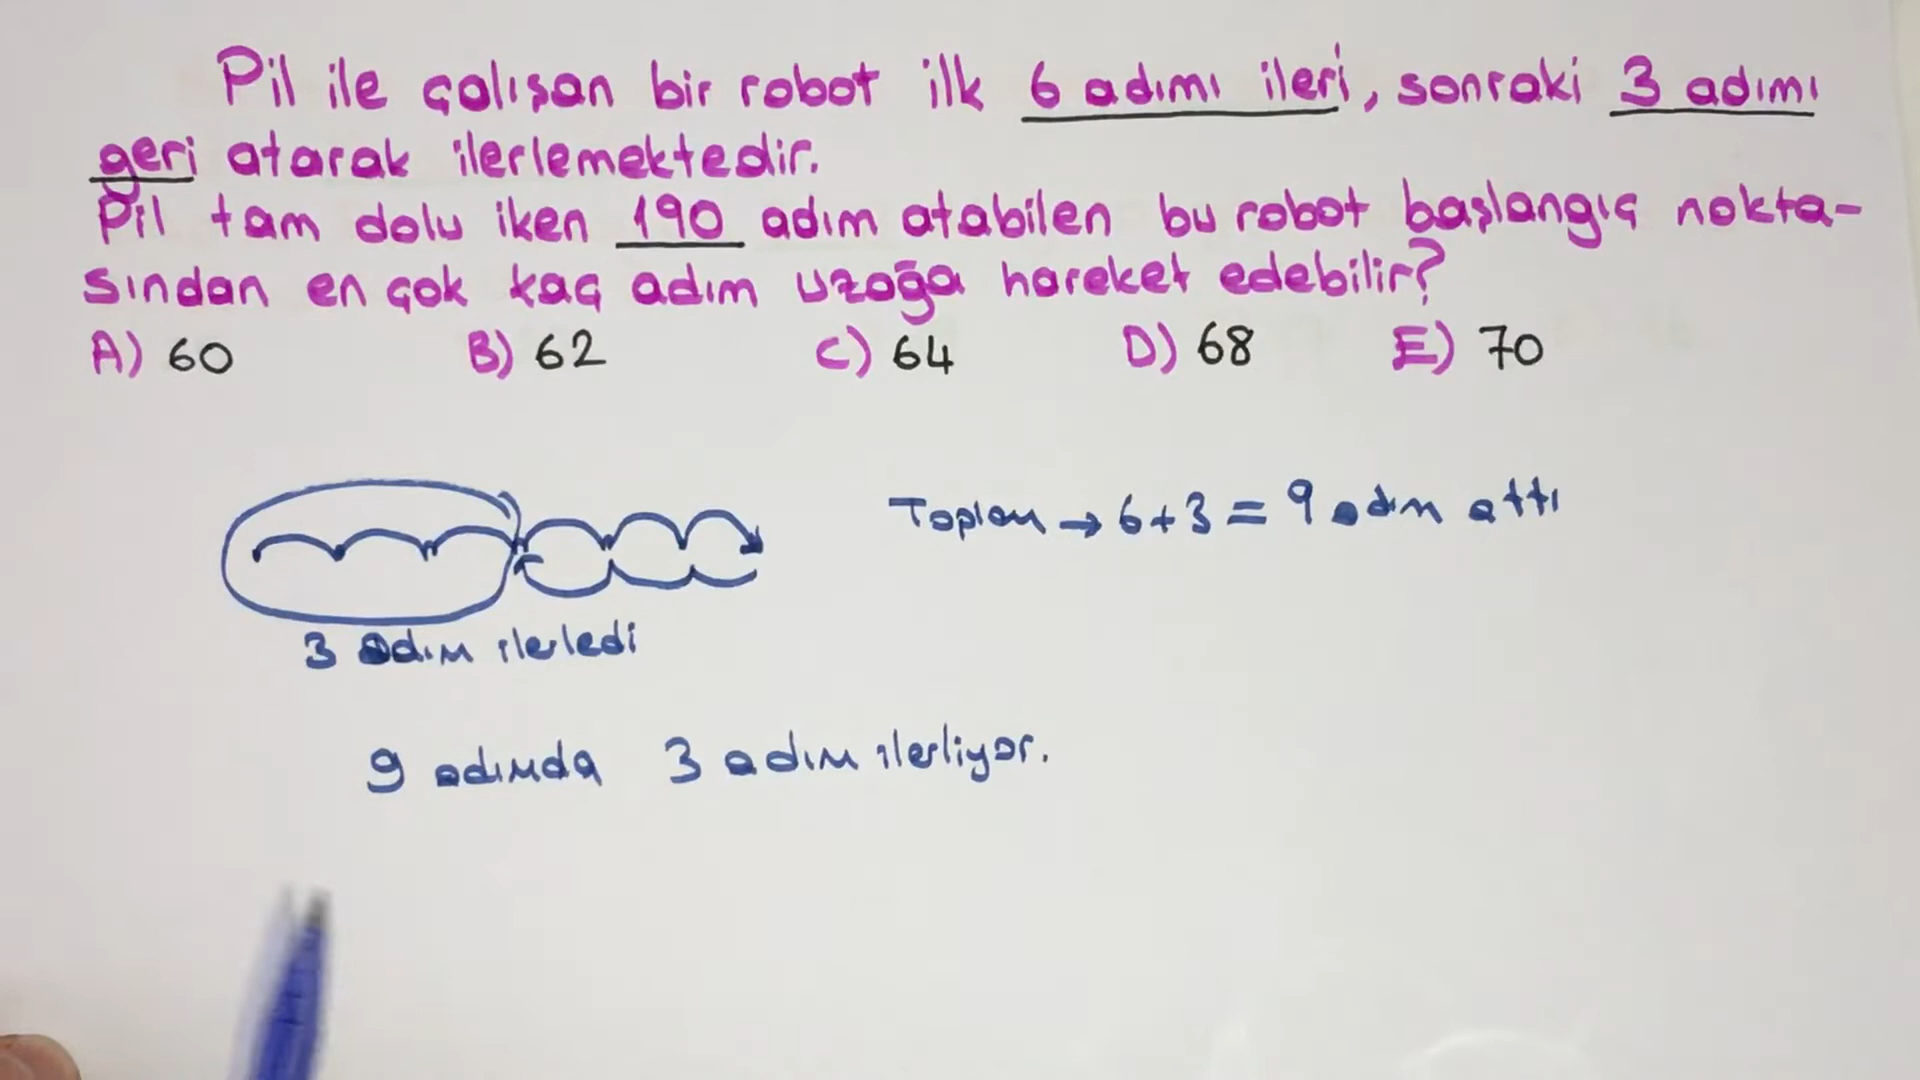 Pil ile çalışan bir robot ilk 6 adımı ileri, sonraki 3 adımı
geri atarak ilerlemektedir.
Pil tam dolu iken 190 adım atabilen bu robot başlangıç nokta-
sından en çok kaç adım uzağa hareket edebilir?
A) 60 B) 62 C) 64 D) 68 E) 70
Toplam → 6+3 = 9 adım attı
3 adım ilerledi
9 adımda 3 adım ilerliyor.